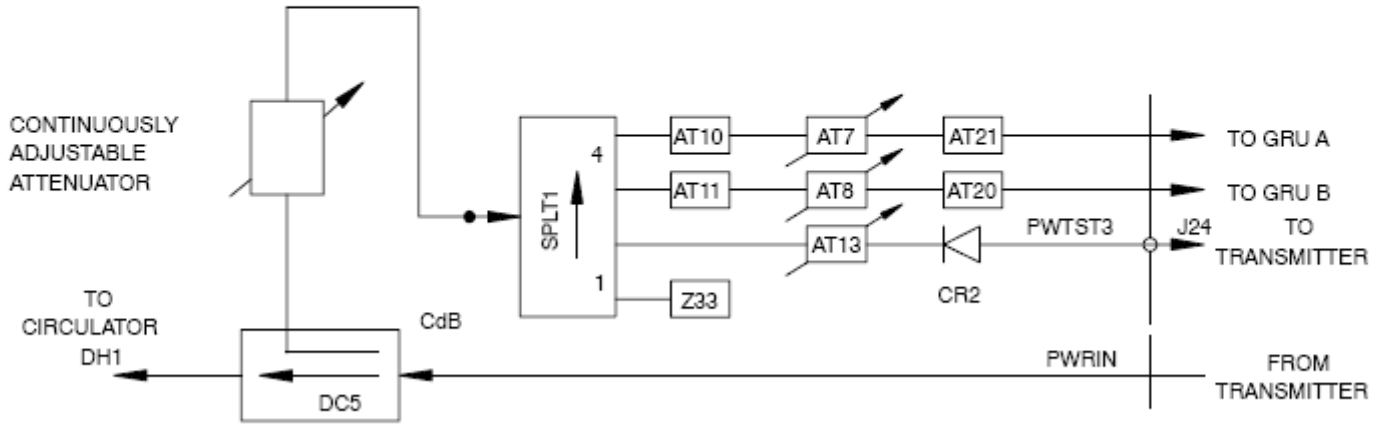 CONTINUOUSLY
ADJUSTABLE
ATTENUATOR
SPLT1
4
1
AT10
AT7
AT21
TO GRU A
AT11
AT8
AT20
TO GRU B
AT13
CR2
PWTST3
J24
TO
TRANSMITTER
Z33
TO
CIRCULATOR
DH1
CdB
DC5
PWRIN
FROM
TRANSMITTER